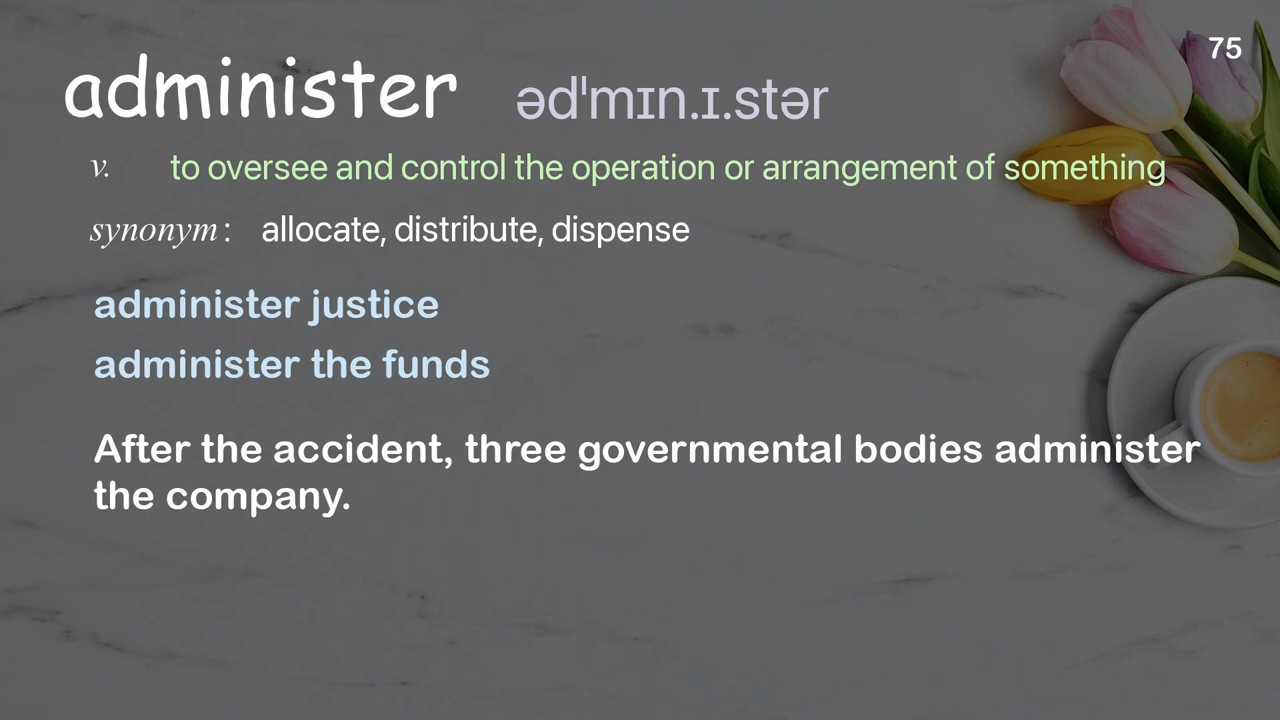 75
administer əd'mɪn.ɪ.stər
v. to oversee and control the operation or arrangement of something
synonym : allocate, distribute, dispense
administer justice
administer the funds
After the accident, three governmental bodies administer
the company.